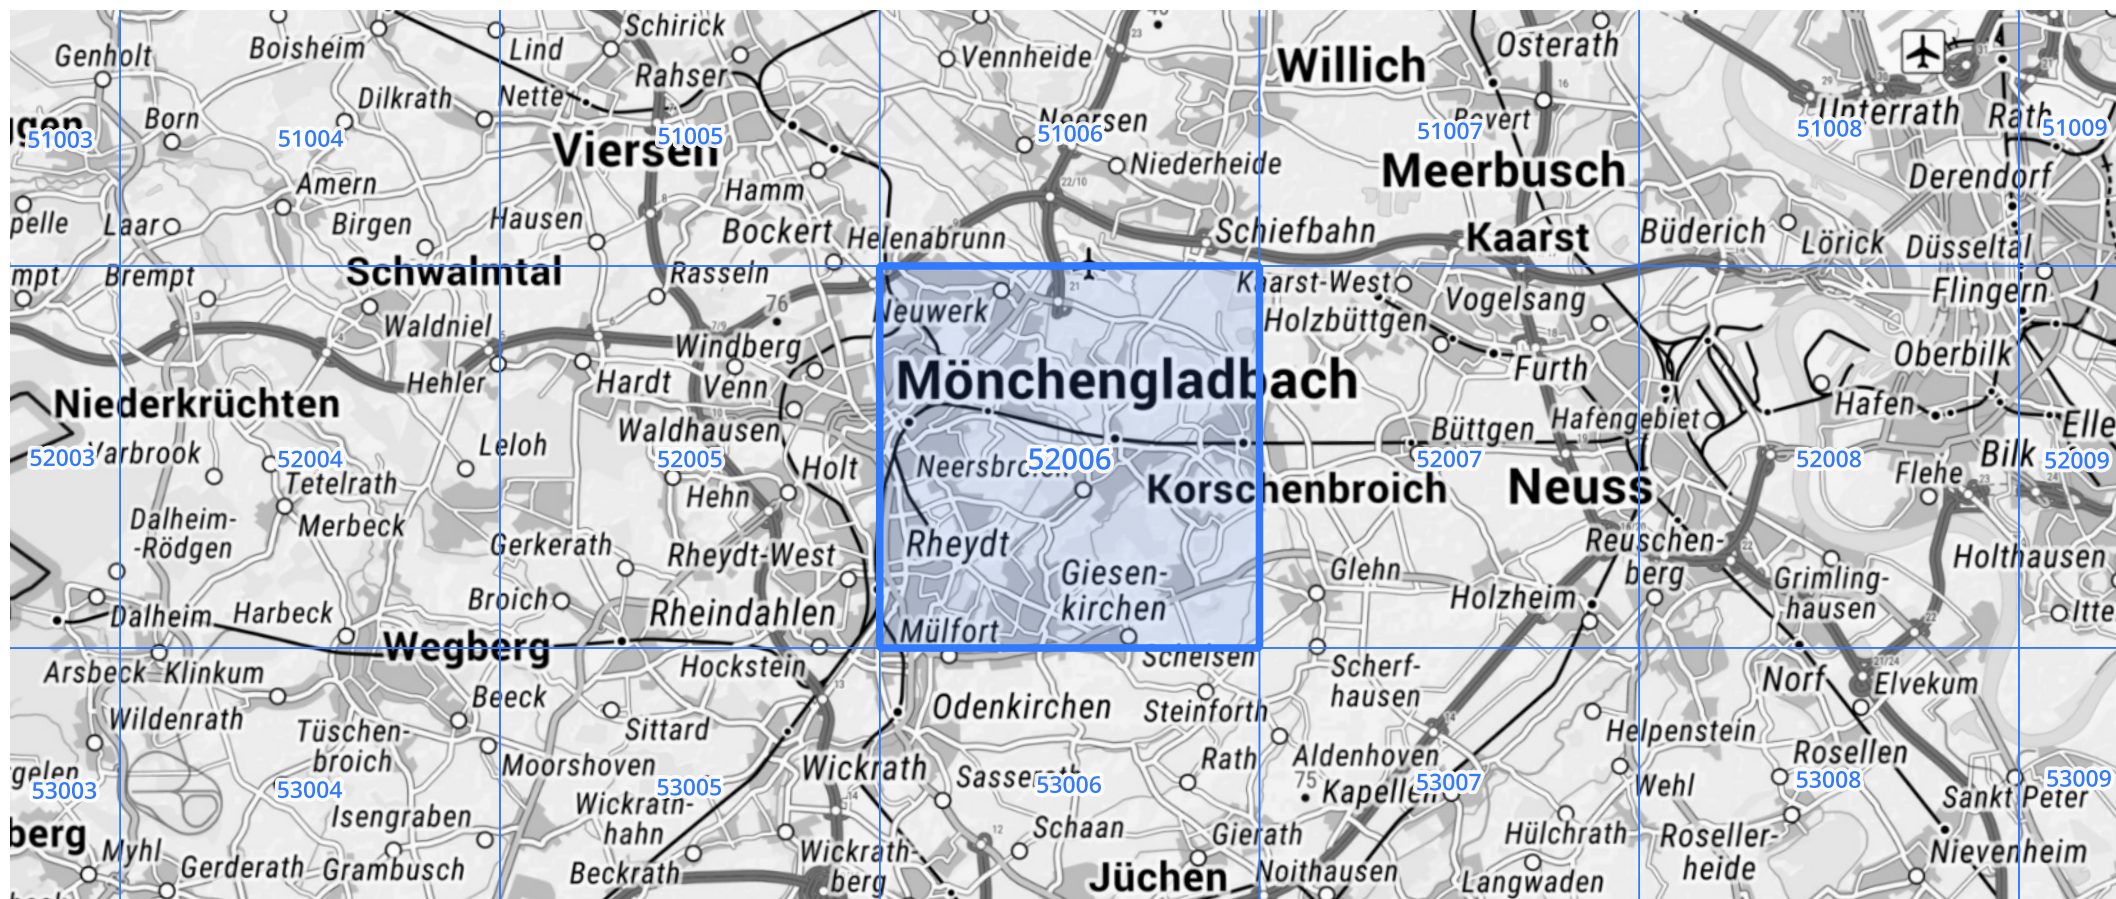 Schirick
Boisheim
Lind
Genholt
Vennheide
Willich
Osterath
Rahser
Nette
Dilkrath
Born
Neersen
Bovert
Unterrath
Rath
51003
51004
51005
51006
51007
51008
51009
Viersen
Niederheide
Meerbusch
Derendorf
Amern
Hamm
Laar
Birgen
Hausen
Bockert
Helenabrunn
Schiefbahn
Kaarst
Büderich
Lörick
Düsseltal
Brempt
Schwalmtal
Rasseln
Kaarst-West
Vogelsang
Flingern
76
Neuwerk
21
Holzbüttgen
Waldniel
Windberg
Oberbilk
Furth
Mönchengladbach
Hehler
Hardt
Venn
Niederkrüchten
Hafen
Hafengebiet
Waldhausen
Büttgen
Leloh
Holt
Bilk
52003
52004
52005
52006
52007
52008
52009
Tetelrath
Hehn
Korschenbroich
Neuss
Flehe
Dalheim-
-Rödgen
Merbeck
Gerkerath
Rheydt-West
Rheydt
Reuschen-
berg
Holthausen
Giesen-
kirchen
Glehn
Grimling-
hausen
Broich
Rheindahlen
Holzheim
Dalheim
Harbeck
Mülfort
Wegberg
Arsbeck
Klinkum
Hockstein
Schelsen
Scherf-
hausen
Norf
Elvekum
Beeck
Odenkirchen
Steinforth
Wildenrath
Sittard
Tüschen-
broich
Helpenstein
Rath
Aldenhoven
Rosellen
Moorshoven
Wickrath
75
Kapellen
Wehl
53003
53004
53005
53006
53007
53008
53009
Sankt Peter
Wickrath-
hahn
Isengraben
Schaan
Gierath
Hülchrath
Roseller-
heide
Myhl
Gerderath
Grambusch
Beckrath
Wickrath-
berg
Jüchen
Noithausen
Langwaden
Nievenheim